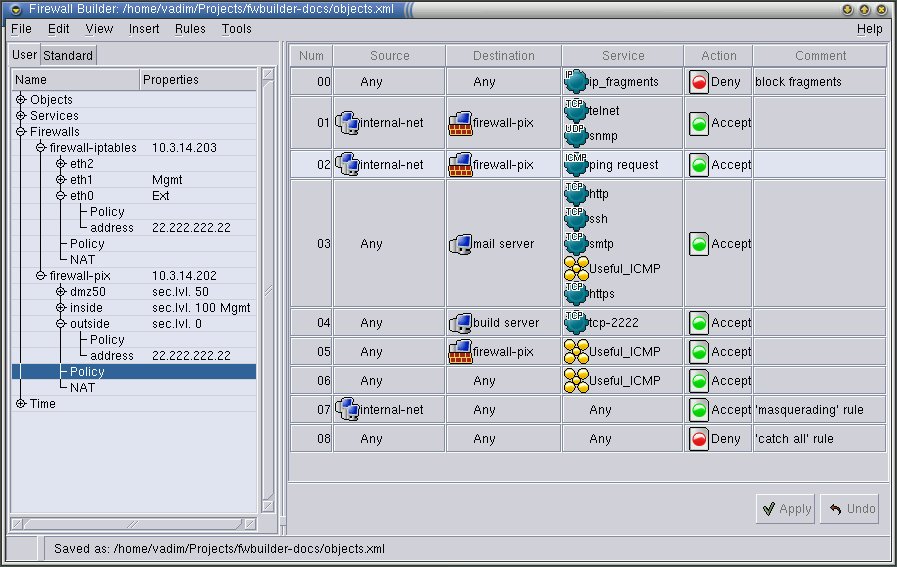 Firewall Builder: /home/vadim/Projects/fwbuilder-docs/objects.xml
File Edit View Insert Rules Tools Help
User Standard
Name Properties
Objects
Services
Firewalls
firewall-iptables 10.3.14.203
eth2
eth1 Mgmt
eth0 Ext
Policy
address 22.222.222.22
Policy
NAT
firewall-pix 10.3.14.202
dmz50 sec.lvl. 50
inside sec.lvl. 100 Mgmt
outside sec.lvl. 0
Policy
address 22.222.222.22
Policy
NAT
Time
Num Source Destination Service Action Comment
00 Any Any IP ip_fragments Deny block fragments
01 internal-net firewall-pix TCP telnet Accept
UDP snmp
02 internal-net firewall-pix ICMP ping request Accept
03 Any mail server TCP http Accept
TCP ssh
TCP smtp
Useful_ICMP
TCP https
04 Any build server TCP tcp-2222 Accept
05 Any firewall-pix Useful_ICMP Accept
06 Any Any Useful_ICMP Accept
07 internal-net Any Any Accept 'masquerading' rule
08 Any Any Any Deny 'catch all' rule
Apply Undo
Saved as: /home/vadim/Projects/fwbuilder-docs/objects.xml